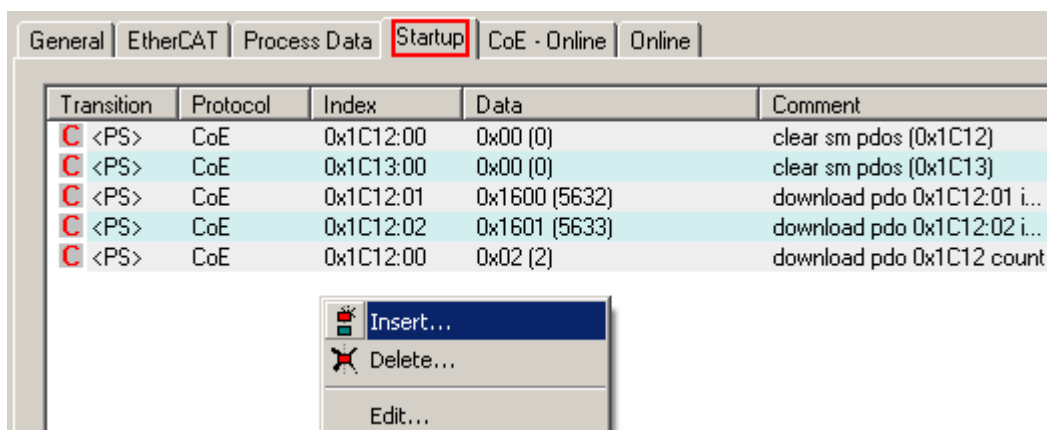 General EtherCAT Process Data Startup CoE - Online Online
Transition Protocol Index Data Comment
C <PS> CoE 0x1C12:00 0x00 (0) clear sm pdos (0x1C12)
C <PS> CoE 0x1C13:00 0x00 (0) clear sm pdos (0x1C13)
C <PS> CoE 0x1C12:01 0x1600 (5632) download pdo 0x1C12:01 i...
C <PS> CoE 0x1C12:02 0x1601 (5633) download pdo 0x1C12:02 i...
C <PS> CoE 0x1C12:00 0x02 (2) download pdo 0x1C12 count
Insert...
Delete...
Edit...